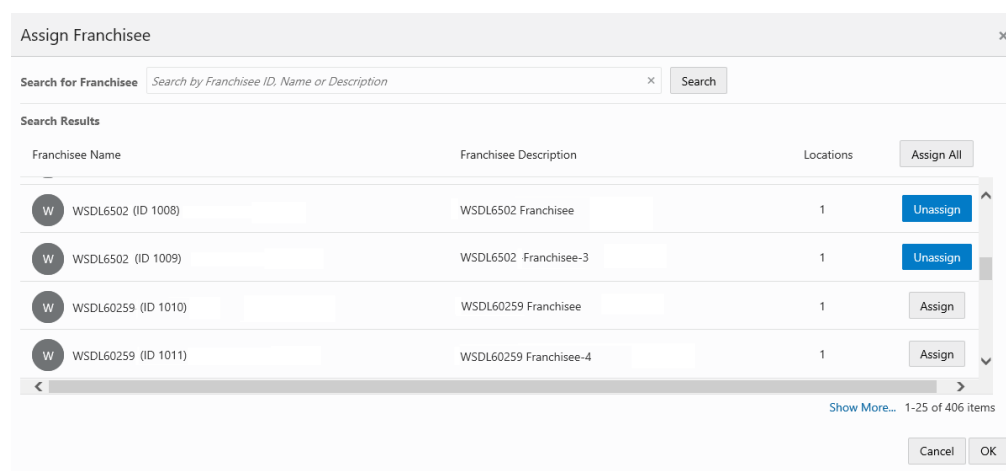 Assign Franchisee ×
Search for Franchisee Search by Franchisee ID, Name or Description × Search
Search Results
Franchisee Name Franchisee Description Locations Assign All
W WSDL6502 (ID 1008) WSDL6502 Franchisee 1 Unassign
W WSDL6502 (ID 1009) WSDL6502 Franchisee-3 1 Unassign
W WSDL60259 (ID 1010) WSDL60259 Franchisee 1 Assign
W WSDL60259 (ID 1011) WSDL60259 Franchisee-4 1 Assign
Show More... 1-25 of 406 items
Cancel OK